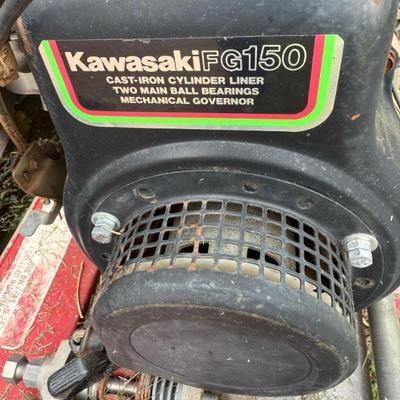 Kawasaki FG150
CAST-IRON CYLINDER LINER
TWO MAIN BALL BEARINGS
MECHANICAL GOVERNOR